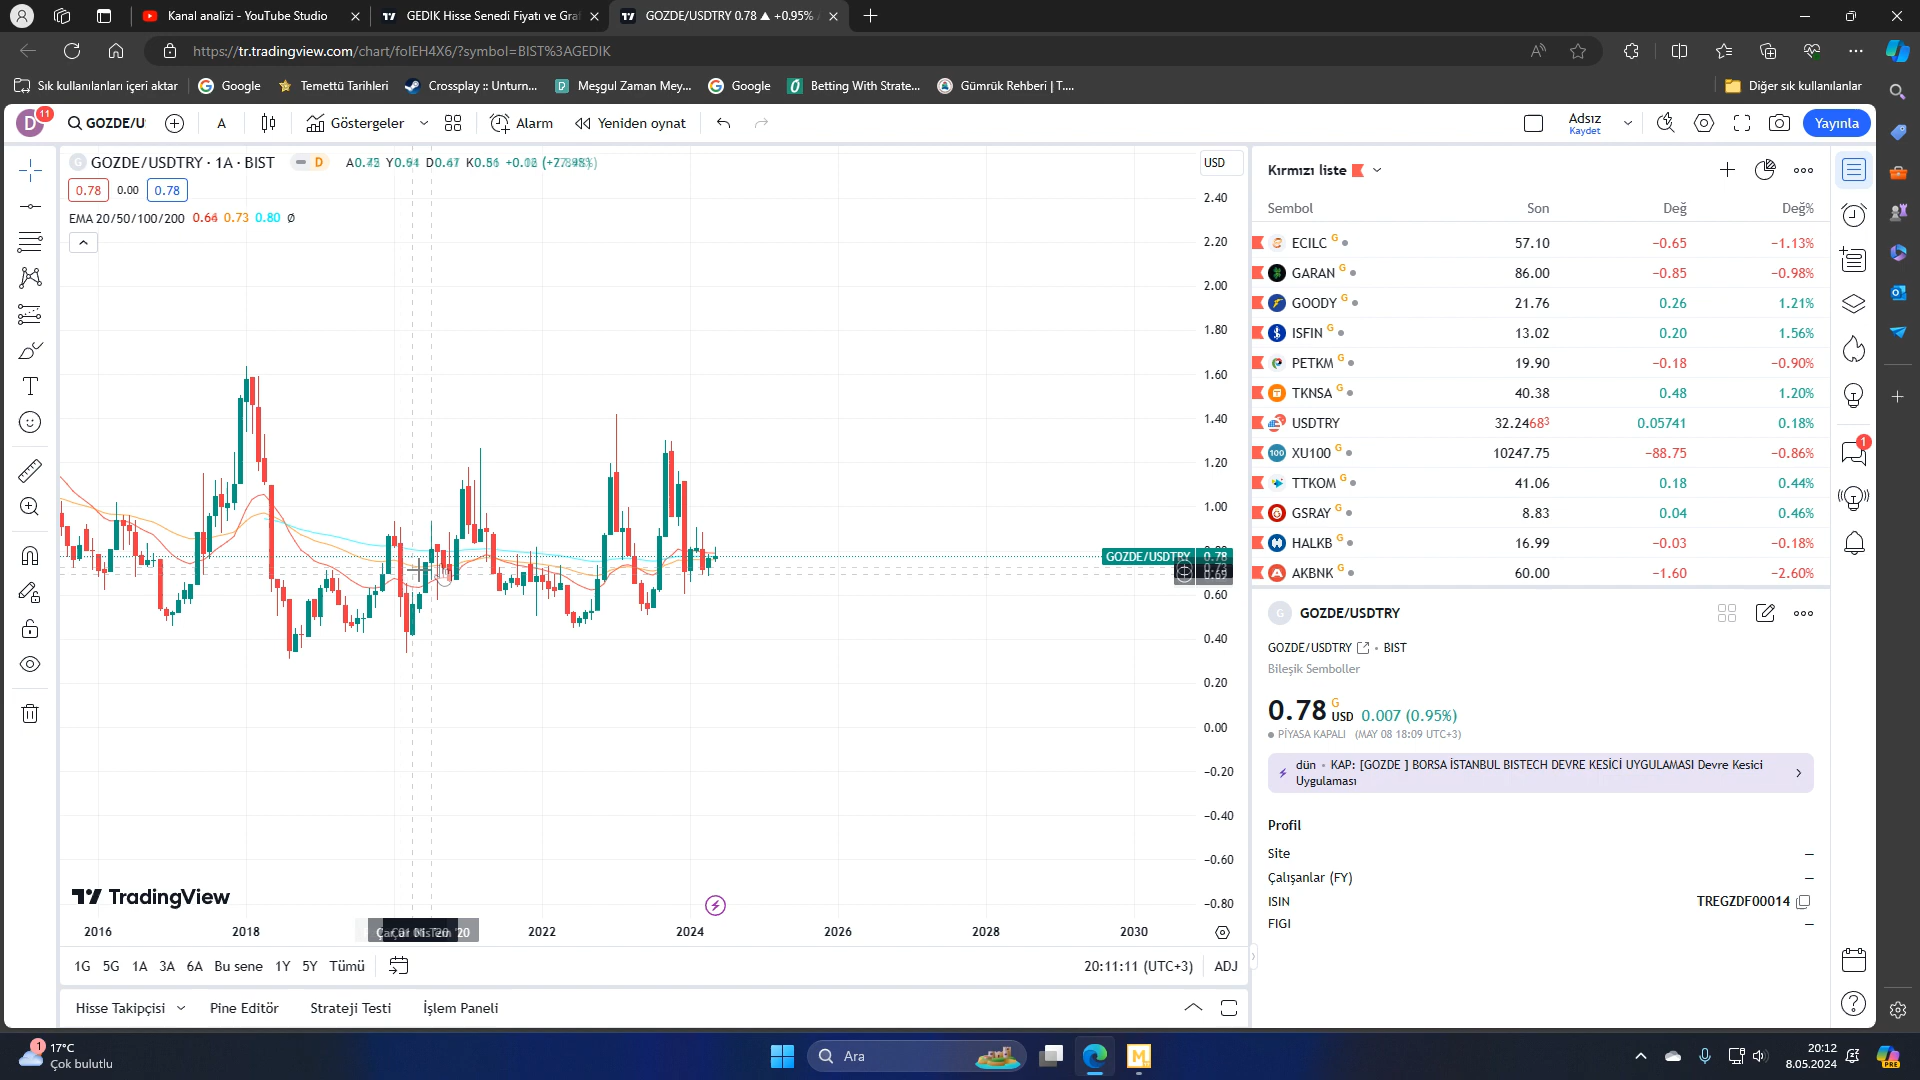 Kanal analizi - YouTube Studio
GEDIK Hisse Senedi Fiyatı ve Graf
GOZDE/USDTRY 0.78 ▲ +0.95%
https://tr.tradingview.com/chart/foIEH4X6/?symbol=BIST%3AGEDIK
Sık kullanılanları içeri aktar
Google
Temettü Tarihleri
Crossplay :: Unturn...
Meşgul Zaman Mey...
Google
Betting With Strate...
Gümrük Rehberi | T....
Diğer sık kullanılanlar
D 11
GOZDE/U
A
Göstergeler
Alarm
Yeniden oynat
Adsız
Kaydet
Yayınla
GOZDE/USDTRY · 1A · BIST
D
0.78 0.00 0.78
EMA 20/50/100/200 0.64 0.73 0.80 Ø
USD
2.40
2.20
2.00
1.80
1.60
1.40
1.20
1.00
GOZDE/USDTRY 0.78
0.60
0.40
0.20
0.00
−0.20
−0.40
−0.60
−0.80
TradingView
2016 2018 2022 2024 2026 2028 2030
1G 5G 1A 3A 6A Bu sene 1Y 5Y Tümü
20:11:11 (UTC+3) ADJ
Hisse Takipçisi Pine Editör Strateji Testi İşlem Paneli
Kırmızı liste
Sembol Son Değ Değ%
ECILC G 57.10 −0.65 −1.13%
GARAN G 86.00 −0.85 −0.98%
GOODY G 21.76 0.26 1.21%
ISFIN G 13.02 0.20 1.56%
PETKM G 19.90 −0.18 −0.90%
TKNSA G 40.38 0.48 1.20%
USDTRY 32.24683 0.05741 0.18%
100 XU100 G 10247.75 −88.75 −0.86%
TTKOM G 41.06 0.18 0.44%
GSRAY G 8.83 0.04 0.46%
HALKB G 16.99 −0.03 −0.18%
AKBNK G 60.00 −1.60 −2.60%
G GOZDE/USDTRY
GOZDE/USDTRY • BIST
Bileşik Semboller
0.78 G USD 0.007 (0.95%)
PİYASA KAPALI (MAY 08 18:09 UTC+3)
dün • KAP: [GOZDE ] BORSA İSTANBUL BISTECH DEVRE KESİCİ UYGULAMASI Devre Kesici
Uygulaması
Profil
Site –
Çalışanlar (FY) –
ISIN TREGZDF00014
FIGI –
1
1
17°C
Çok bulutlu
Ara
20:12
8.05.2024
PRE